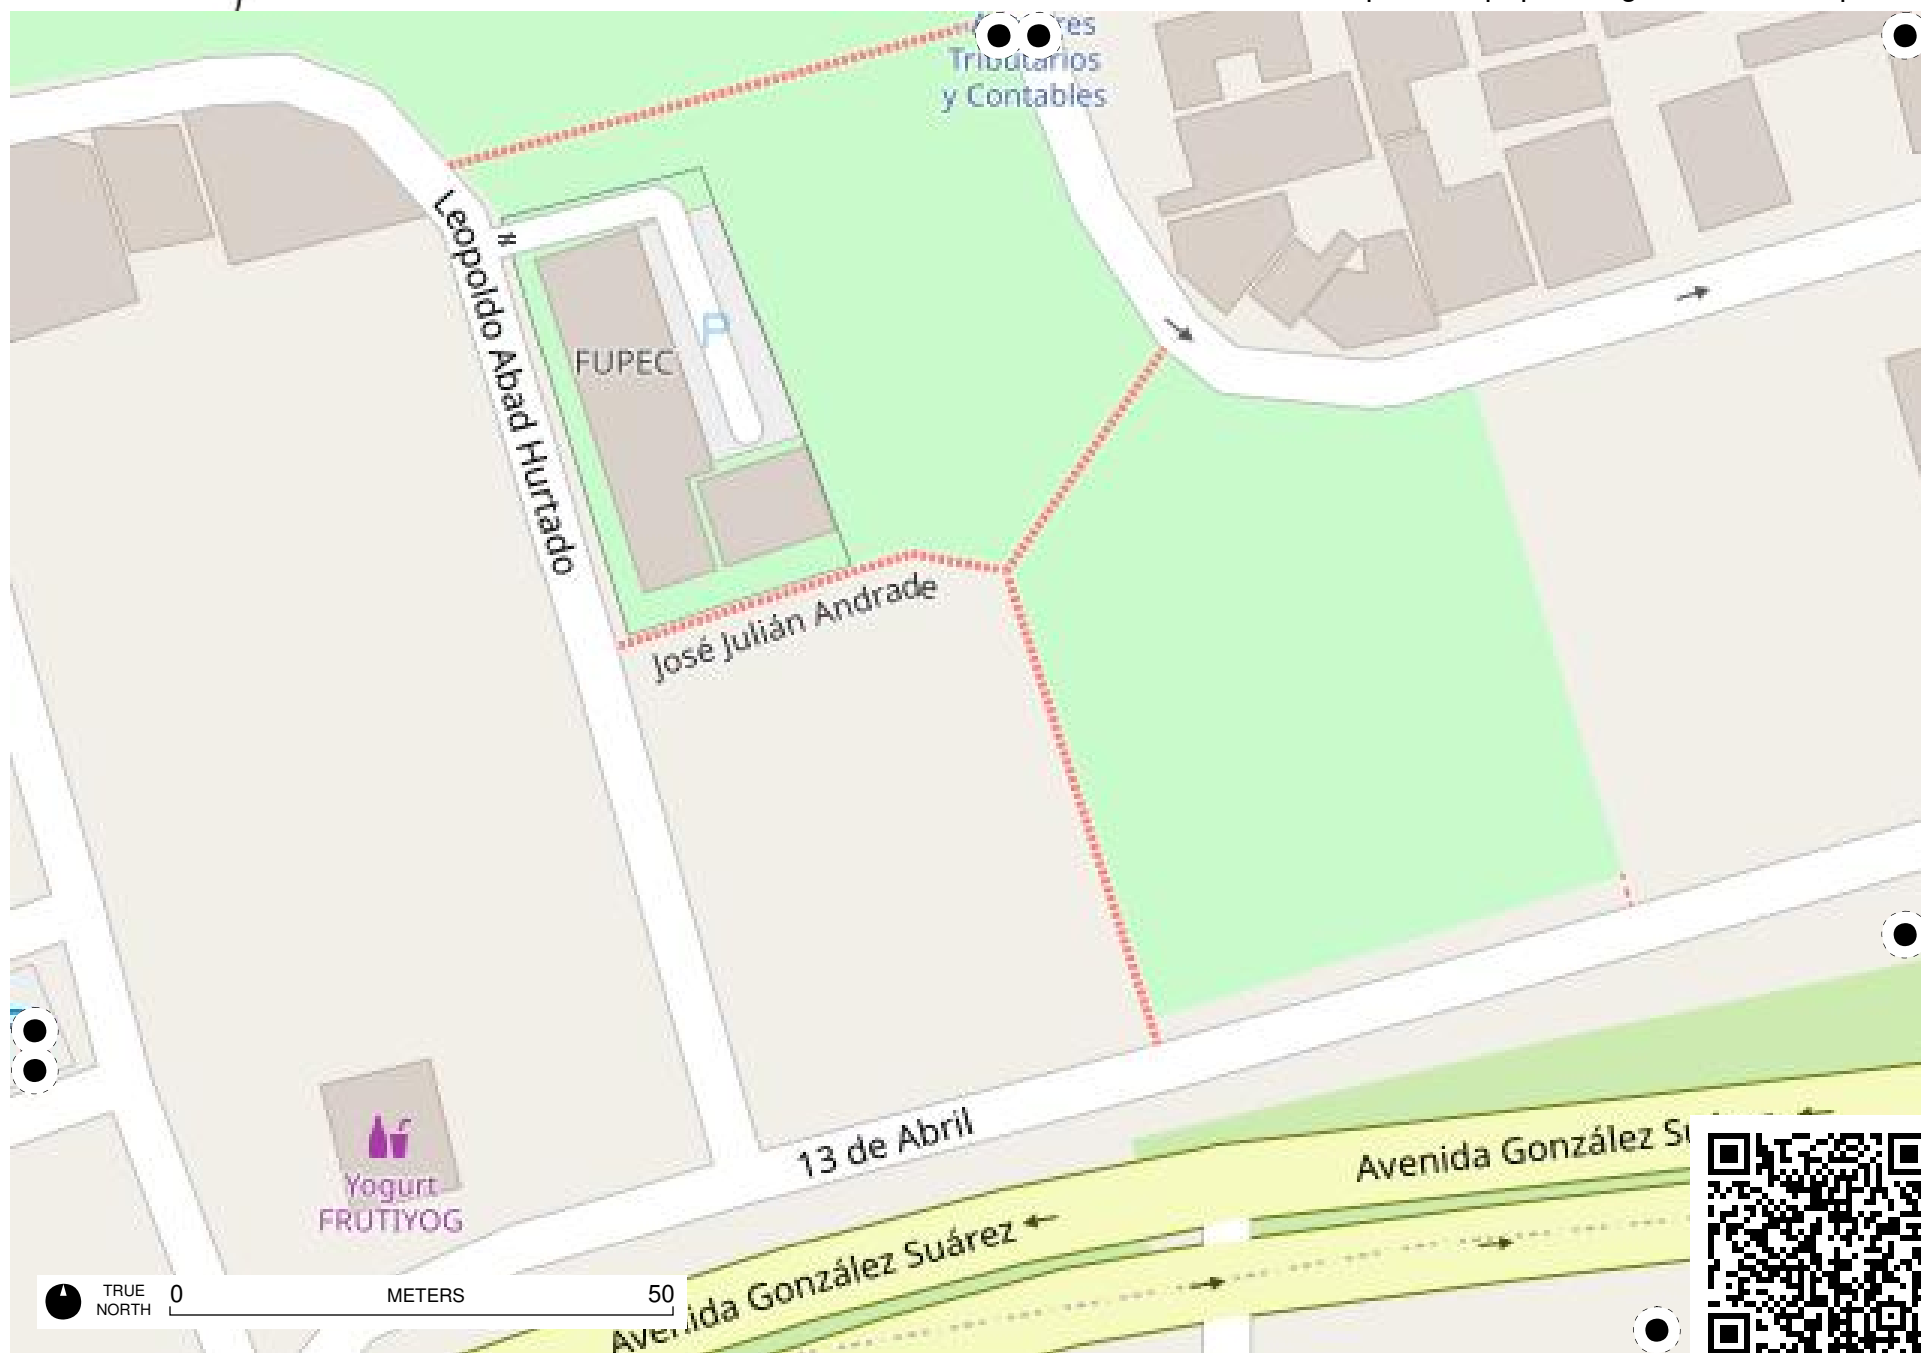 Tributarios
y Contables
Leopoldo Abad Hurtado
P
FUPEC
José Julián Andrade
13 de Abril
Avenida González
Yogurt
FRUTIYOG
Avenida González Suárez
TRUE
NORTH
0
METERS
50